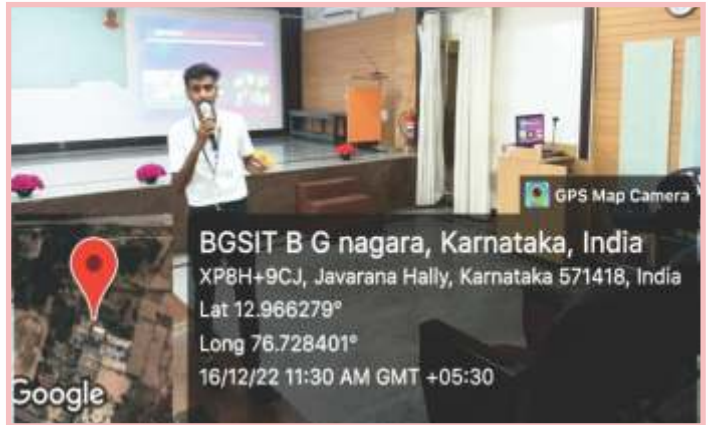 GPS Map Camera
BGSIT B G nagara, Karnataka, India
XP8H+9CJ, Javarana Hally, Karnataka 571418, India
Lat 12.966279°
Long 76.728401°
16/12/22 11:30 AM GMT +05:30
Google